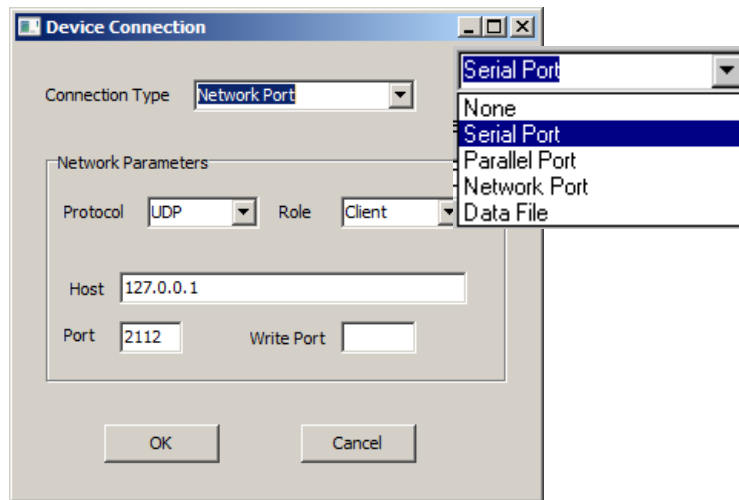 Device Connection
Connection Type Network Port
Network Parameters
Protocol UDP Role Client
Host 127.0.0.1
Port 2112 Write Port
OK Cancel
Serial Port
None
Serial Port
Parallel Port
Network Port
Data File